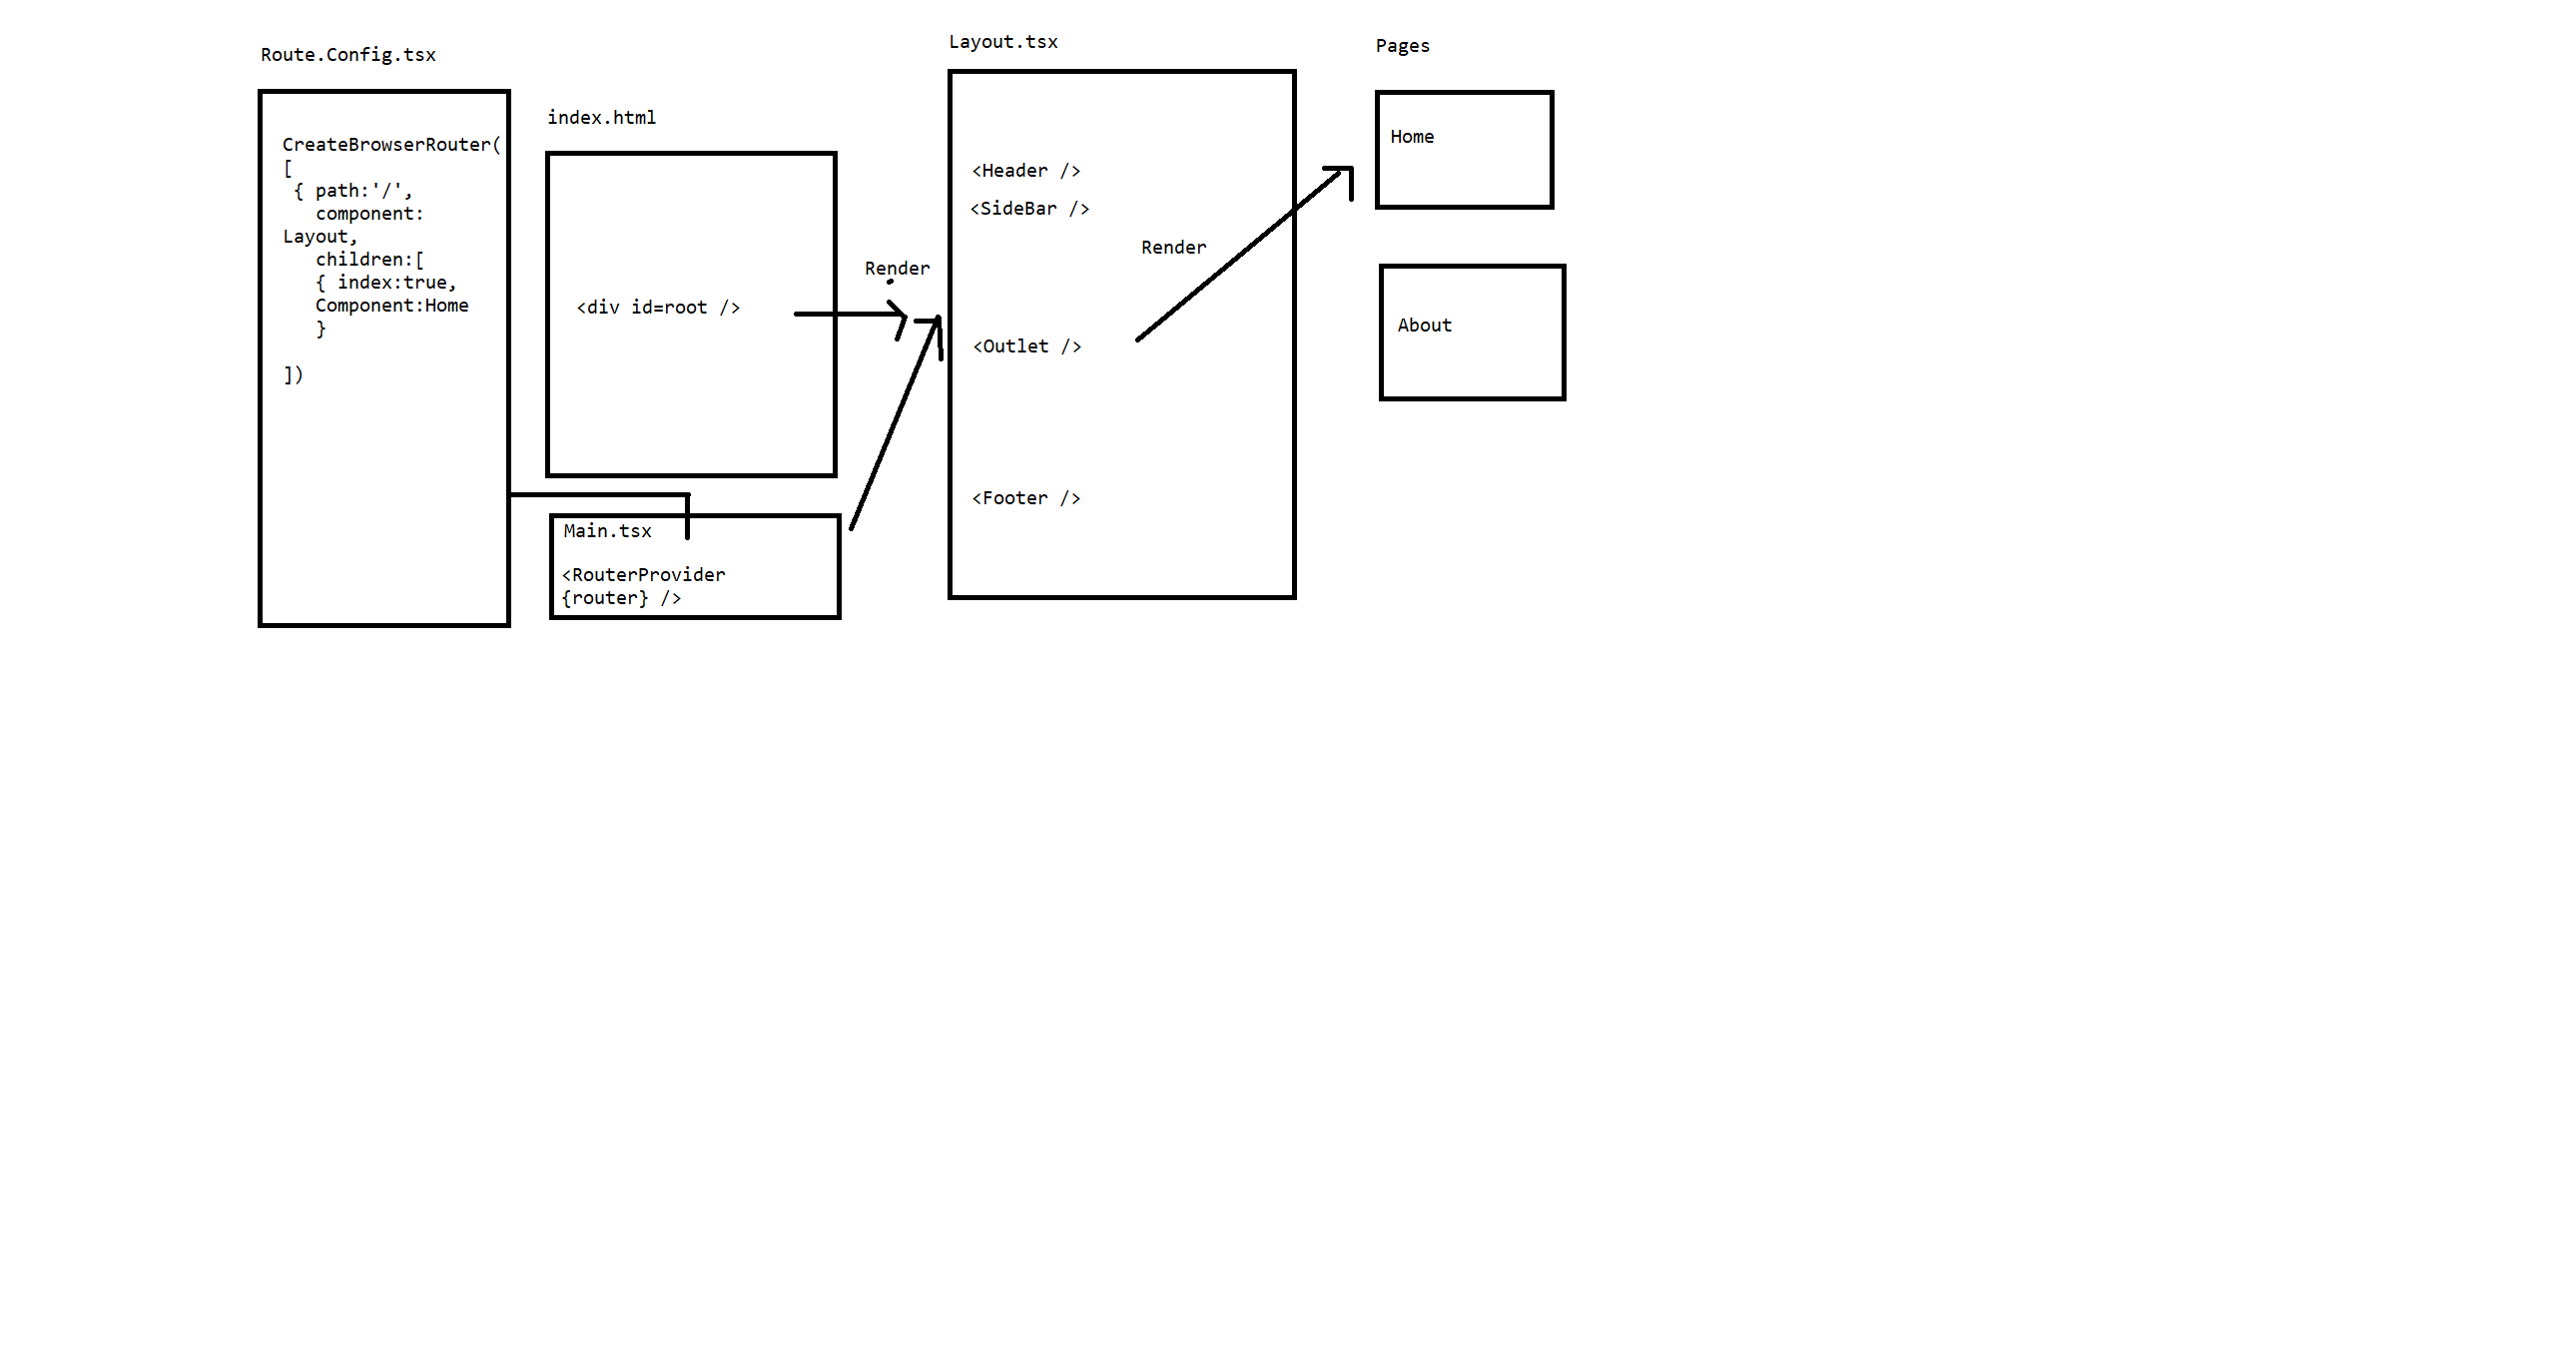 Route.Config.tsx
CreateBrowserRouter(
[
{ path:'/',
component:
Layout,
children:[
{ index:true,
Component:Home
}
])
index.html
<div id=root />
Main.tsx
<RouterProvider
{router} />
Render
Layout.tsx
<Header />
<SideBar />
Render
<Outlet />
<Footer />
Pages
Home
About